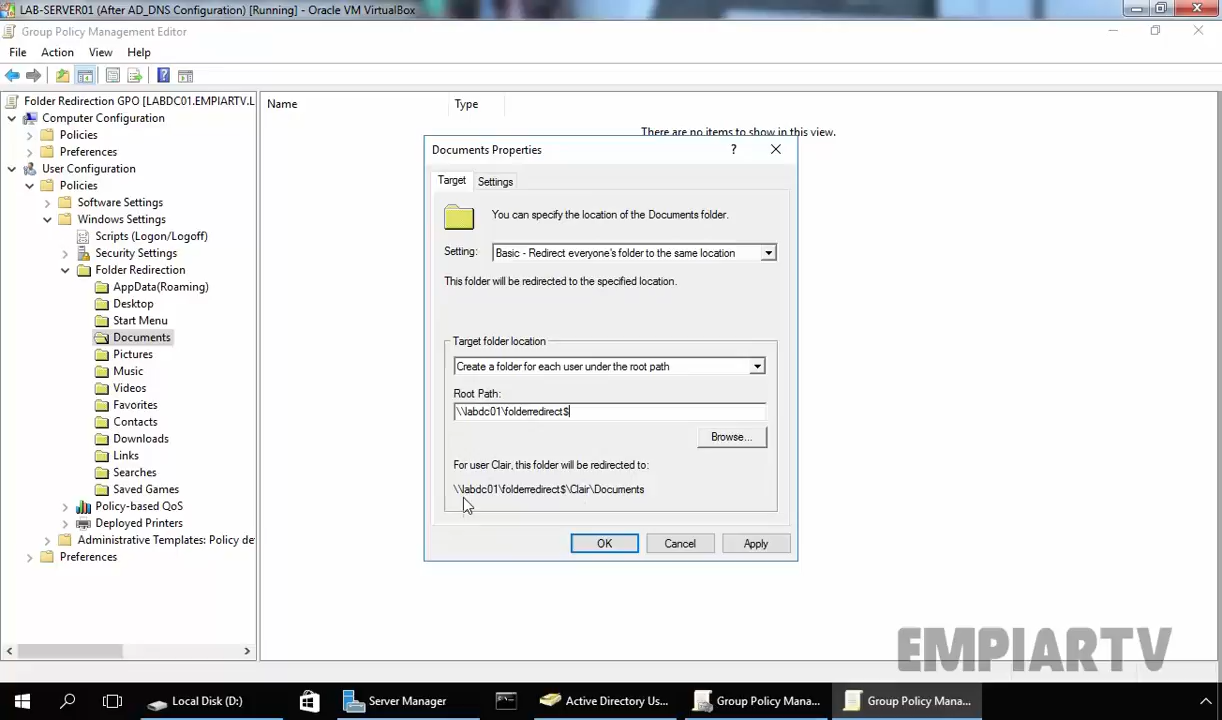 LAB-SERVER01 (After AD_DNS Configuration) [Running] - Oracle VM VirtualBox
Group Policy Management Editor
File Action View Help
Folder Redirection GPO [LABDC01.EMPIARTV.L
Computer Configuration
Policies
Preferences
User Configuration
Policies
Software Settings
Windows Settings
Scripts (Logon/Logoff)
Security Settings
Folder Redirection
AppData(Roaming)
Desktop
Start Menu
Documents
Pictures
Music
Videos
Favorites
Contacts
Downloads
Links
Searches
Saved Games
Policy-based QoS
Deployed Printers
Administrative Templates: Policy de
Preferences
Name Type
There are no items to show in this view.
Documents Properties
Target Settings
You can specify the location of the Documents folder.
Setting: Basic - Redirect everyone's folder to the same location
This folder will be redirected to the specified location.
Target folder location
Create a folder for each user under the root path
Root Path:
\\labdc01\folderredirect$
Browse...
For user Clair, this folder will be redirected to:
\\labdc01\folderredirect$\Clair\Documents
OK Cancel Apply
EMPIARTV
Local Disk (D:) Server Manager Active Directory Us... Group Policy Mana... Group Policy Mana...